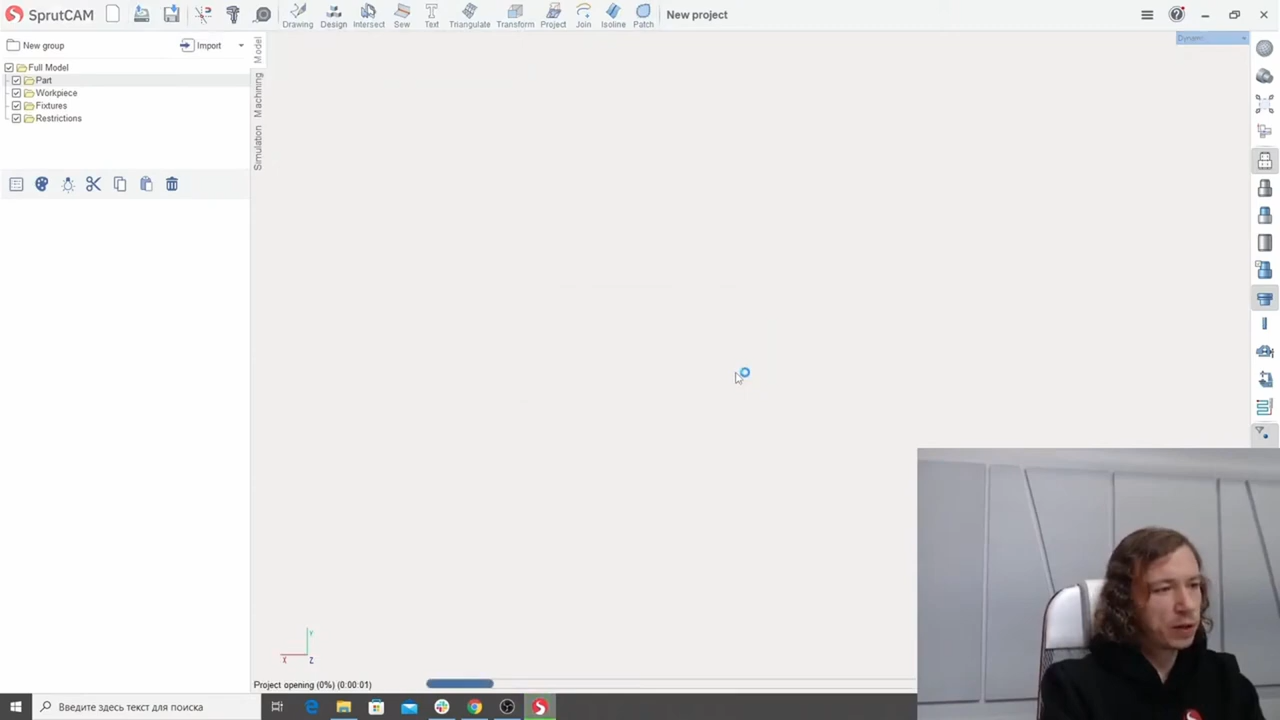 SprutCAM
Drawing
Design
Intersect
Sew
Text
Triangulate
Transform
Project
Join
Isoline
Patch
New project
New group
Import
Dynamic
Full Model
Part
Workpiece
Fixtures
Restrictions
Model
Machining
Simulation
Y
X
Z
Project opening (0%) (0:00:01)
Введите здесь текст для поиска